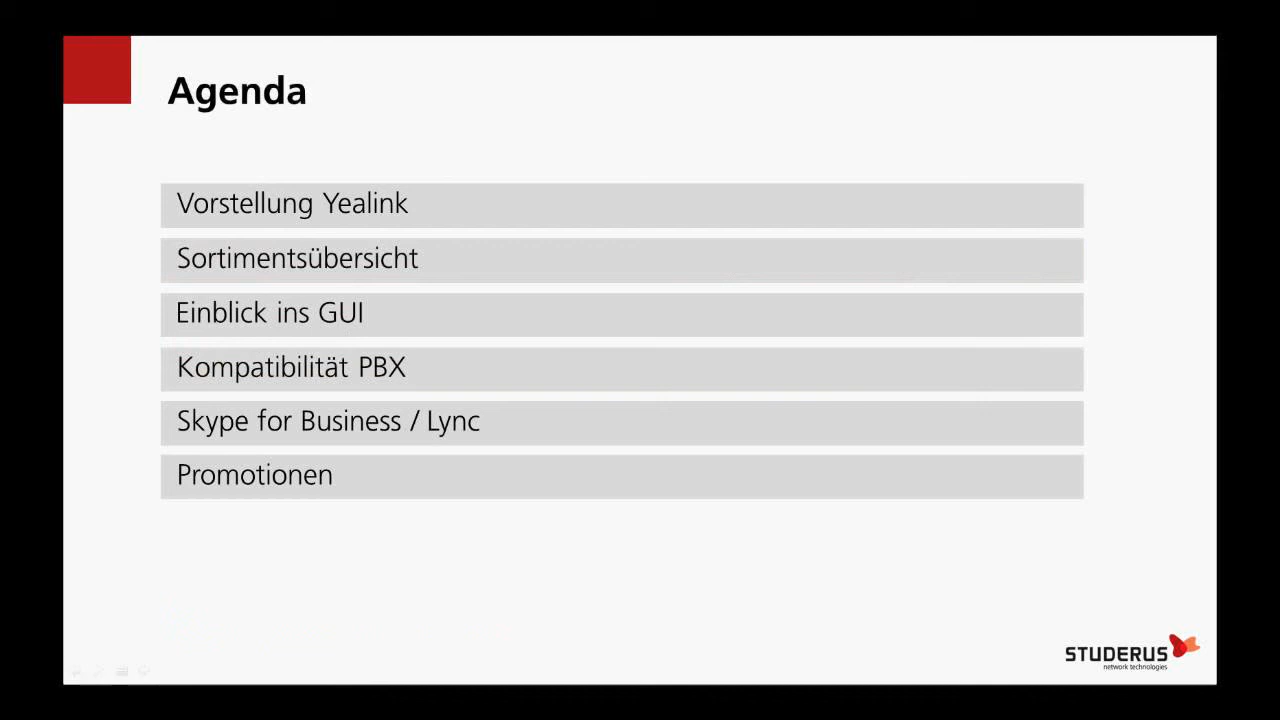 Agenda
Vorstellung Yealink
Sortimentsübersicht
Einblick ins GUI
Kompatibilität PBX
Skype for Business / Lync
Promotionen
STUDERUS
network technologies